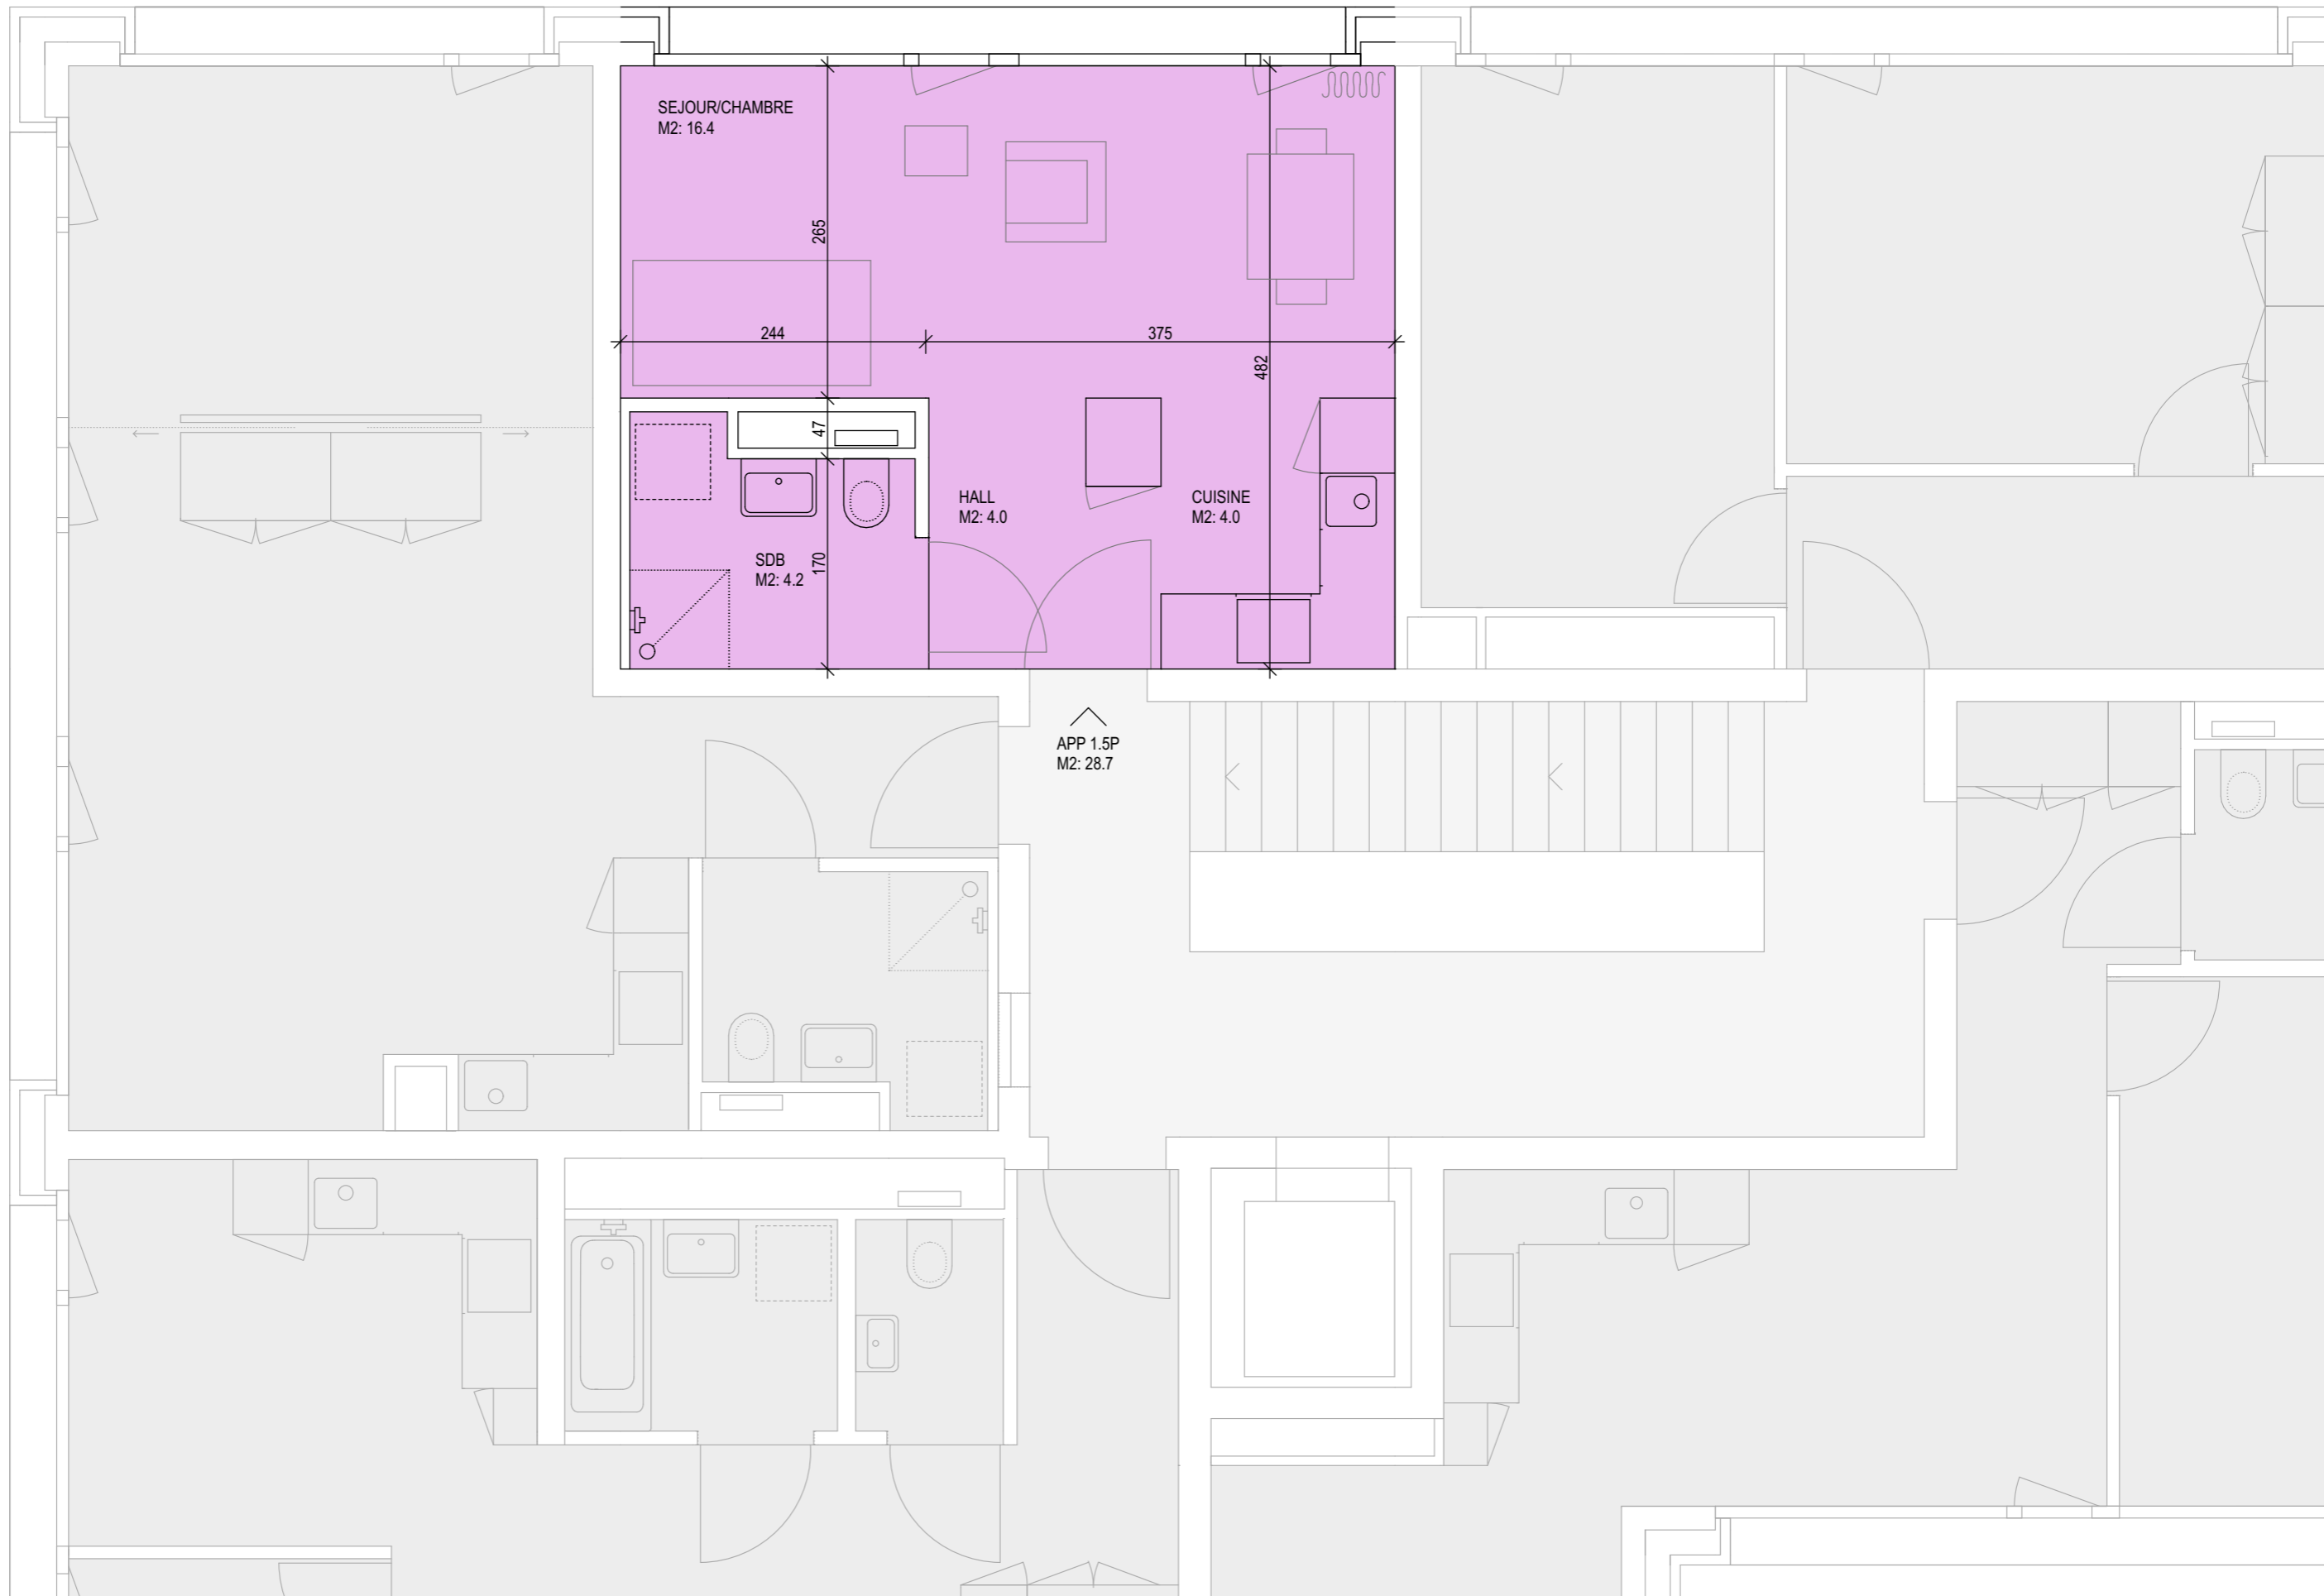 SEJOUR/CHAMBRE
M2: 16.4
265
244
375
482
47
HALL
M2: 4.0
CUISINE
M2: 4.0
SDB
M2: 4.2
170
APP 1.5P
M2: 28.7